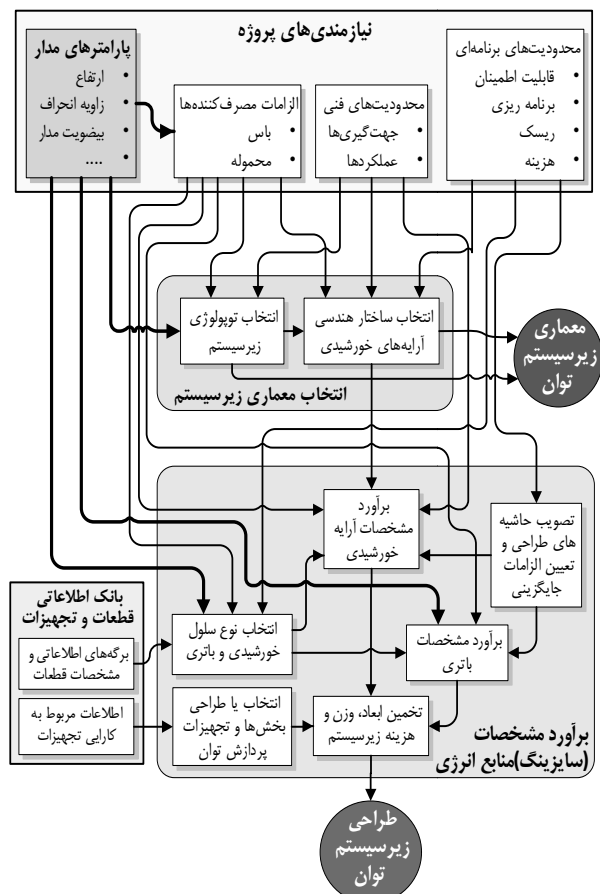 نیازمندی‌های پروژه
پارامترهای مدار
• ارتفاع
• زاویه انحراف
• بیضویت مدار
• ....
الزامات مصرف‌کننده‌ها
• باس
• محموله
محدودیت‌های فنی
• جهت‌گیری‌ها
• عملکردها
محدودیت‌های برنامه‌ای
• قابلیت اطمینان
• برنامه ریزی
• ریسک
• هزینه
انتخاب توپولوژی
زیرسیستم
انتخاب ساختار هندسی
آرایه‌های خورشیدی
انتخاب معماری زیرسیستم
معماری
زیرسیستم
توان
برآورد
مشخصات آرایه
خورشیدی
تصویب حاشیه
های طراحی و
تعیین الزامات
جایگزینی
بانک اطلاعاتی
قطعات و تجهیزات
برگه‌های اطلاعاتی و
مشخصات قطعات
اطلاعات مربوط به
کارایی تجهیزات
انتخاب نوع سلول
خورشیدی و باتری
برآورد مشخصات
باتری
انتخاب یا طراحی
بخش‌ها و تجهیزات
پردازش توان
تخمین ابعاد، وزن و
هزینه زیرسیستم
برآورد مشخصات
(سایزینگ)منابع انرژی
طراحی
زیرسیستم
توان